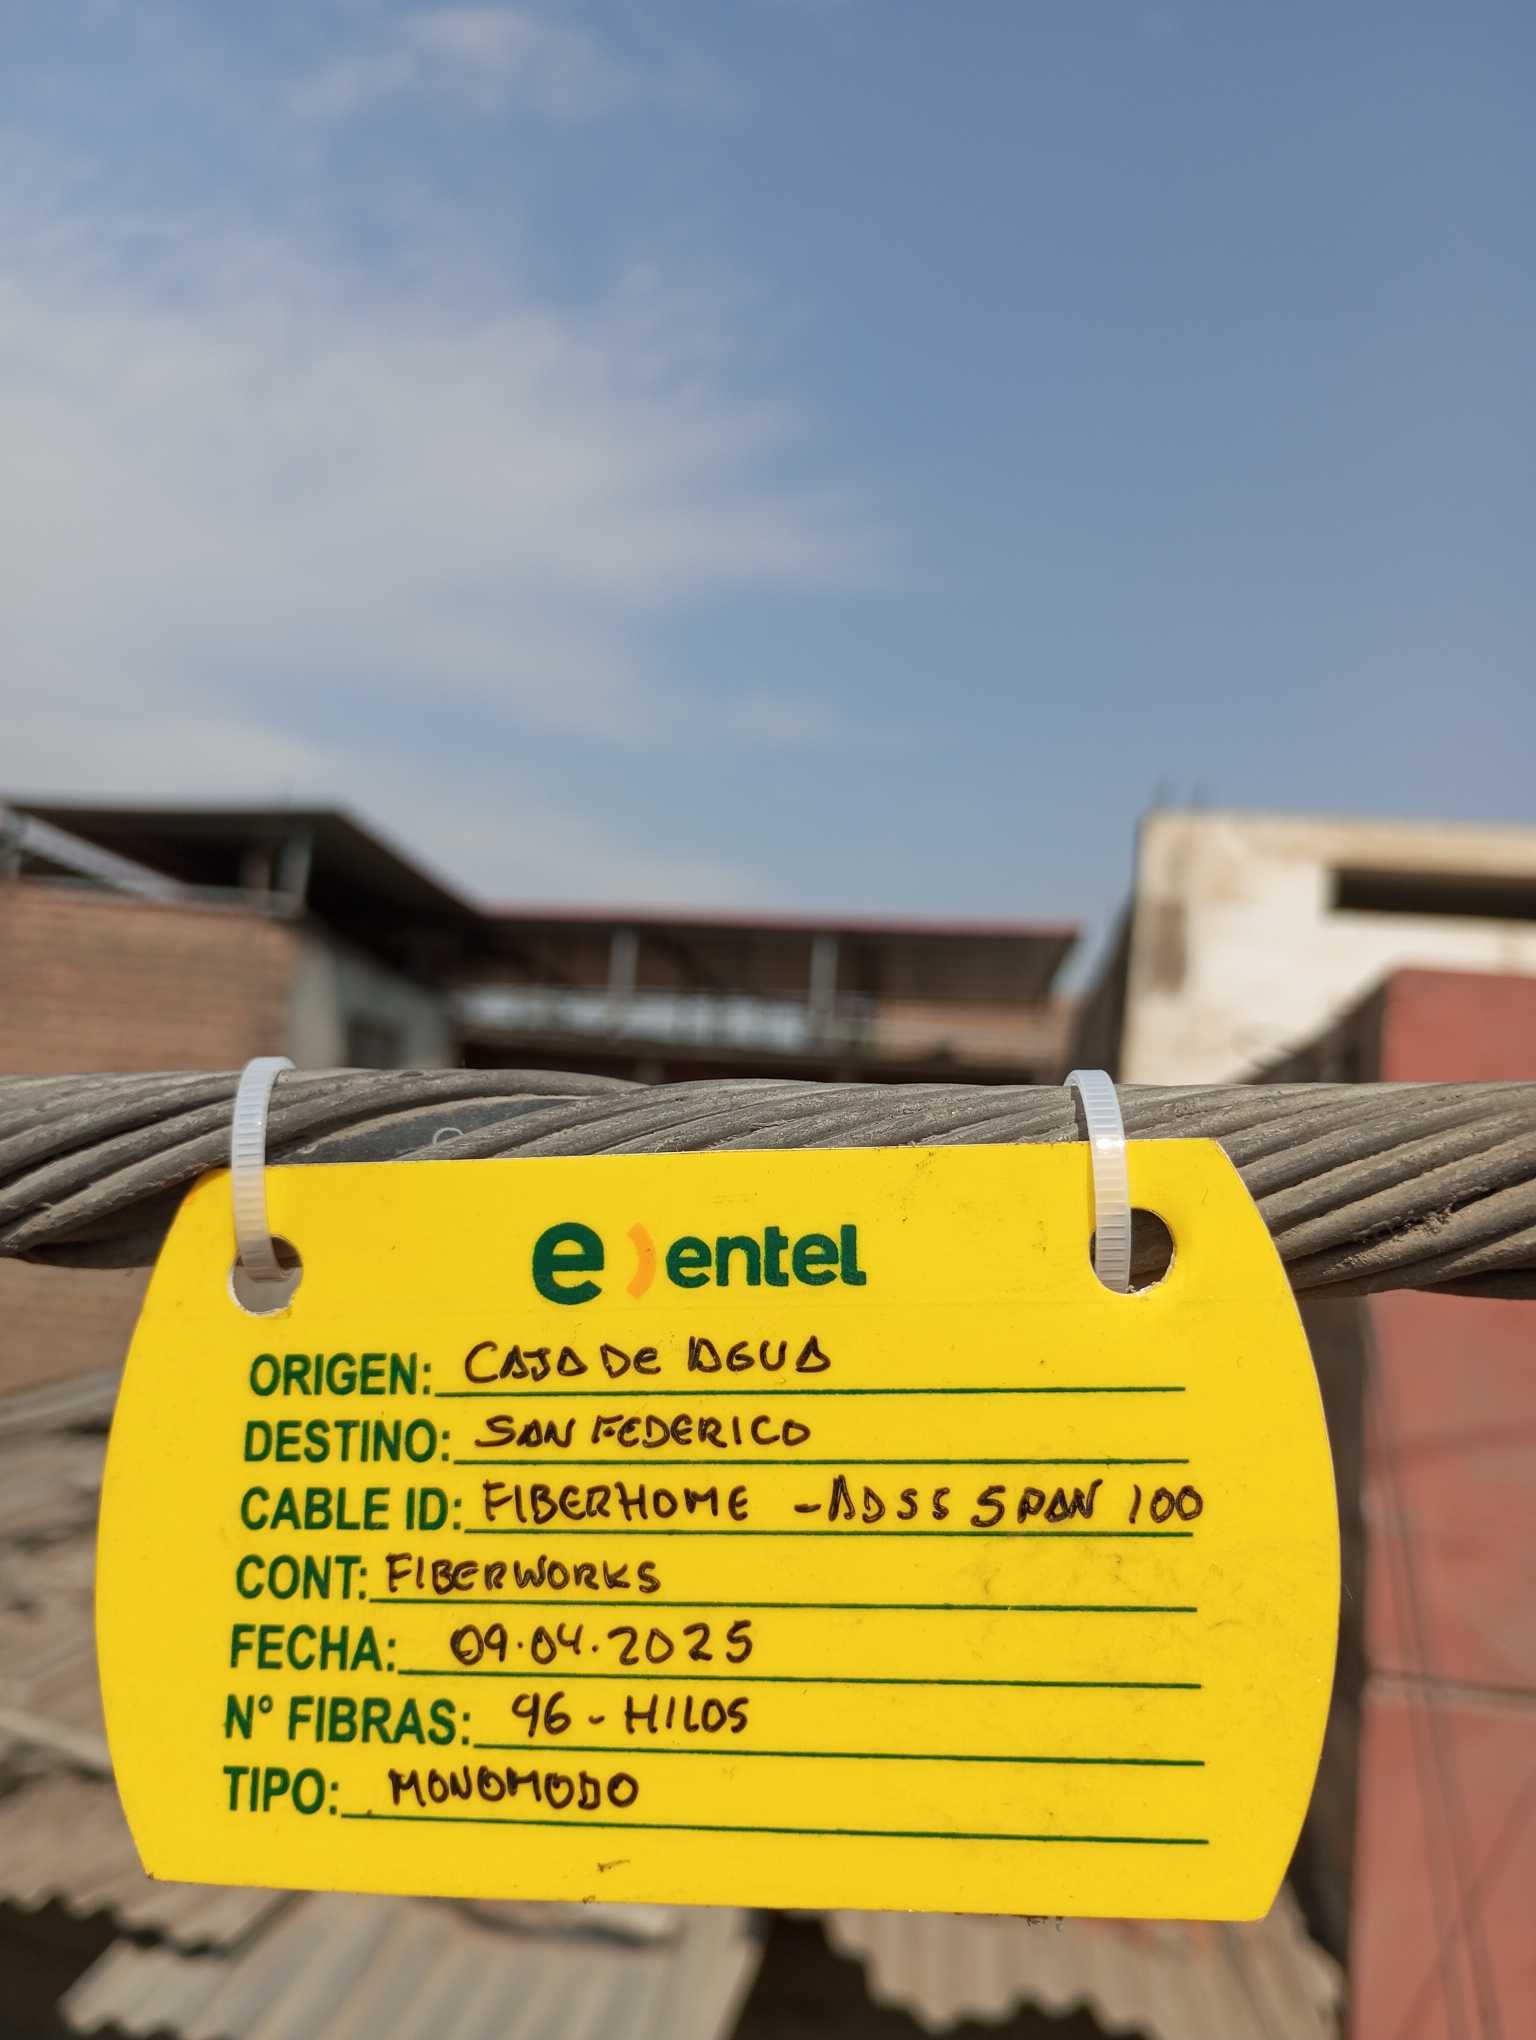 e) entel
ORIGEN: CAJA DE AGUA
DESTINO: SAN FEDERICO
CABLE ID: FIBERHOME - ADSS SPAN 100
CONT: FIBERWORKS
FECHA: 09.04.2025
N° FIBRAS: 96 - HILOS
TIPO: MONOMODO